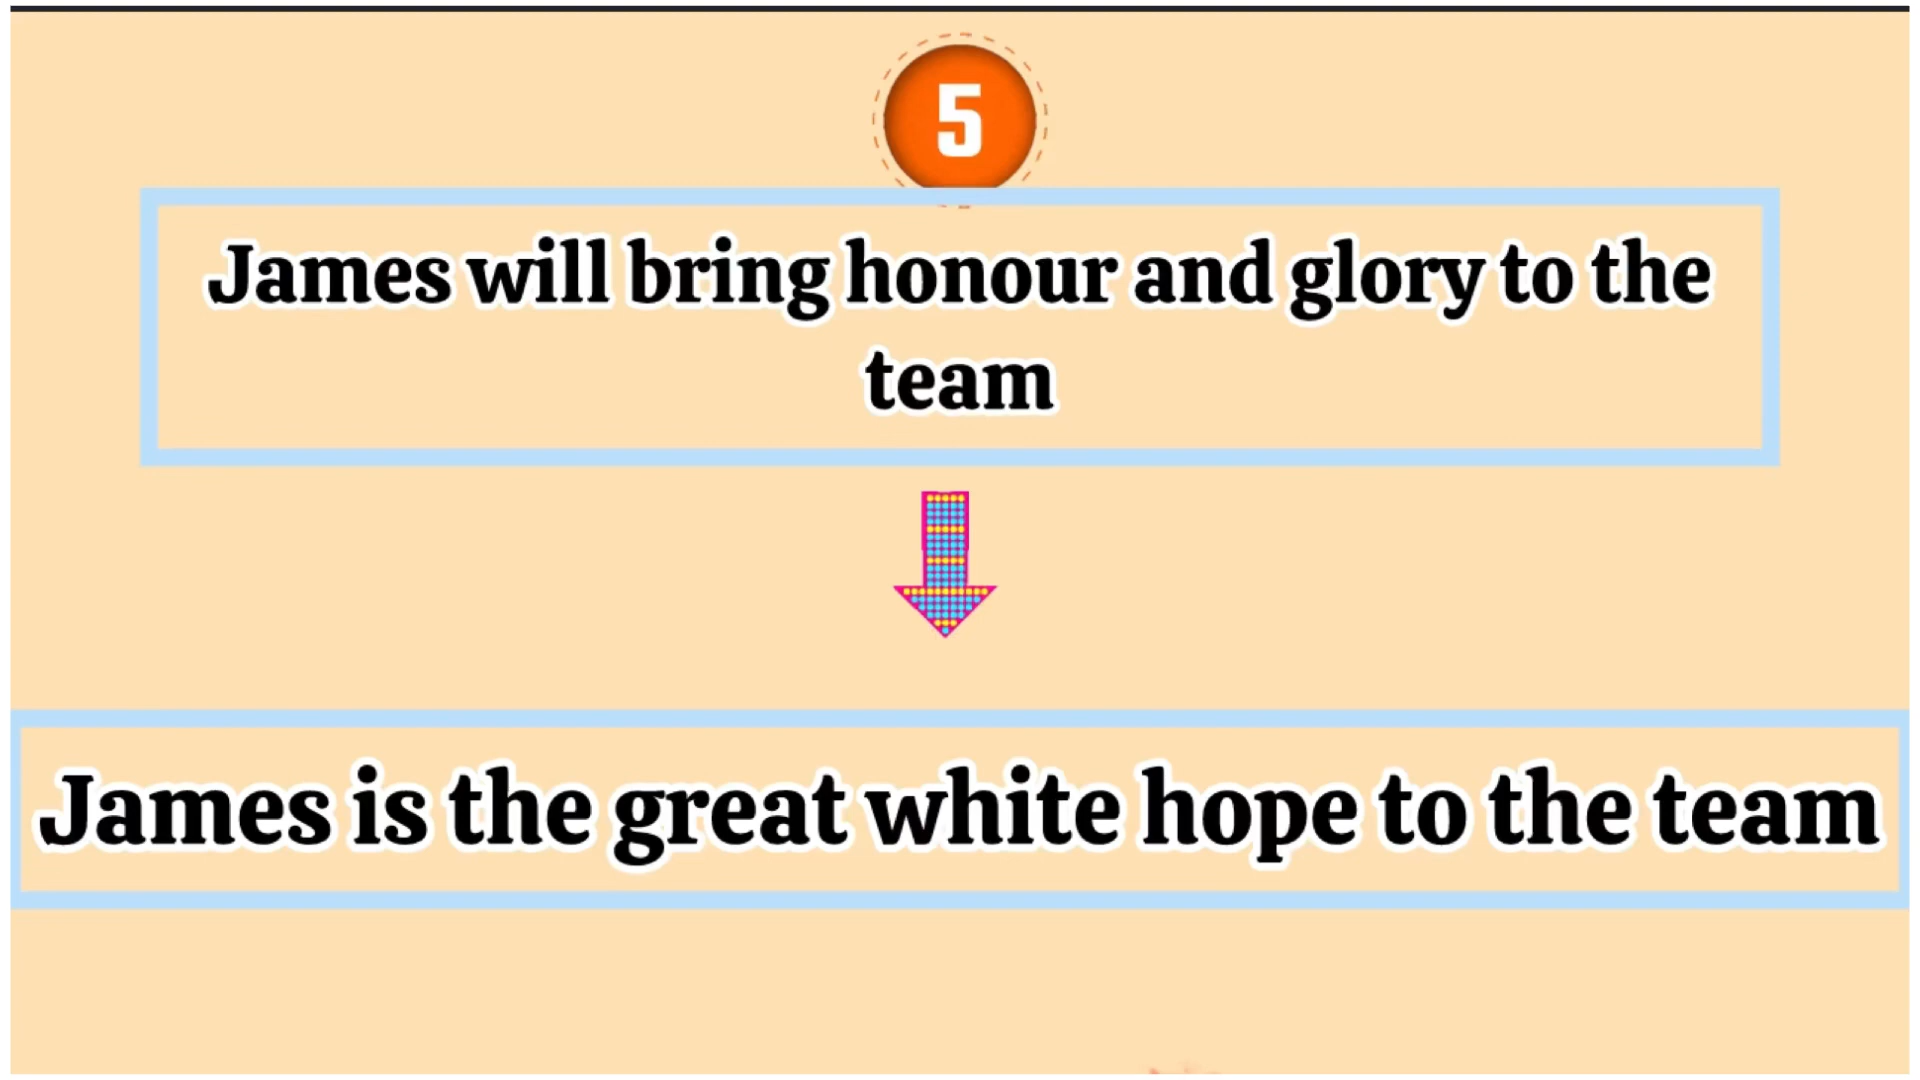 5
James will bring honour and glory to the
team
James is the great white hope to the team